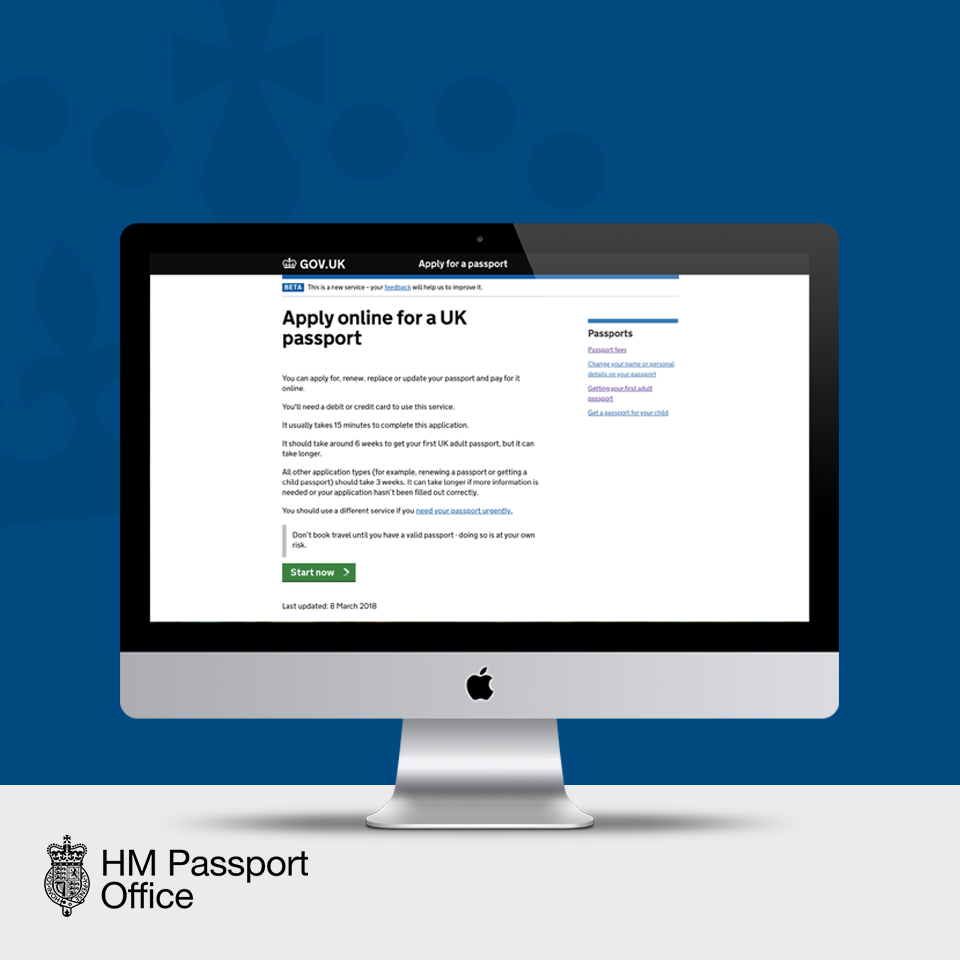 GOV.UK
Apply for a passport
BETA This is a new service – your feedback will help us to improve it.
Apply online for a UK
passport
You can apply for, renew, replace or update your passport and pay for it
online.
You'll need a debit or credit card to use this service.
It usually takes 15 minutes to complete this application.
It should take around 6 weeks to get your first UK adult passport, but it can
take longer.
All other application types (for example, renewing a passport or getting a
child passport) should take 3 weeks. It can take longer if more information is
needed or your application hasn't been filled out correctly.
You should use a different service if you need your passport urgently.
Don't book travel until you have a valid passport - doing so is at your own
risk.
Start now
Last updated: 8 March 2018
Passports
Passport fees
Change your name or personal
details on your passport
Getting your first adult
passport
Get a passport for your child
HM Passport
Office